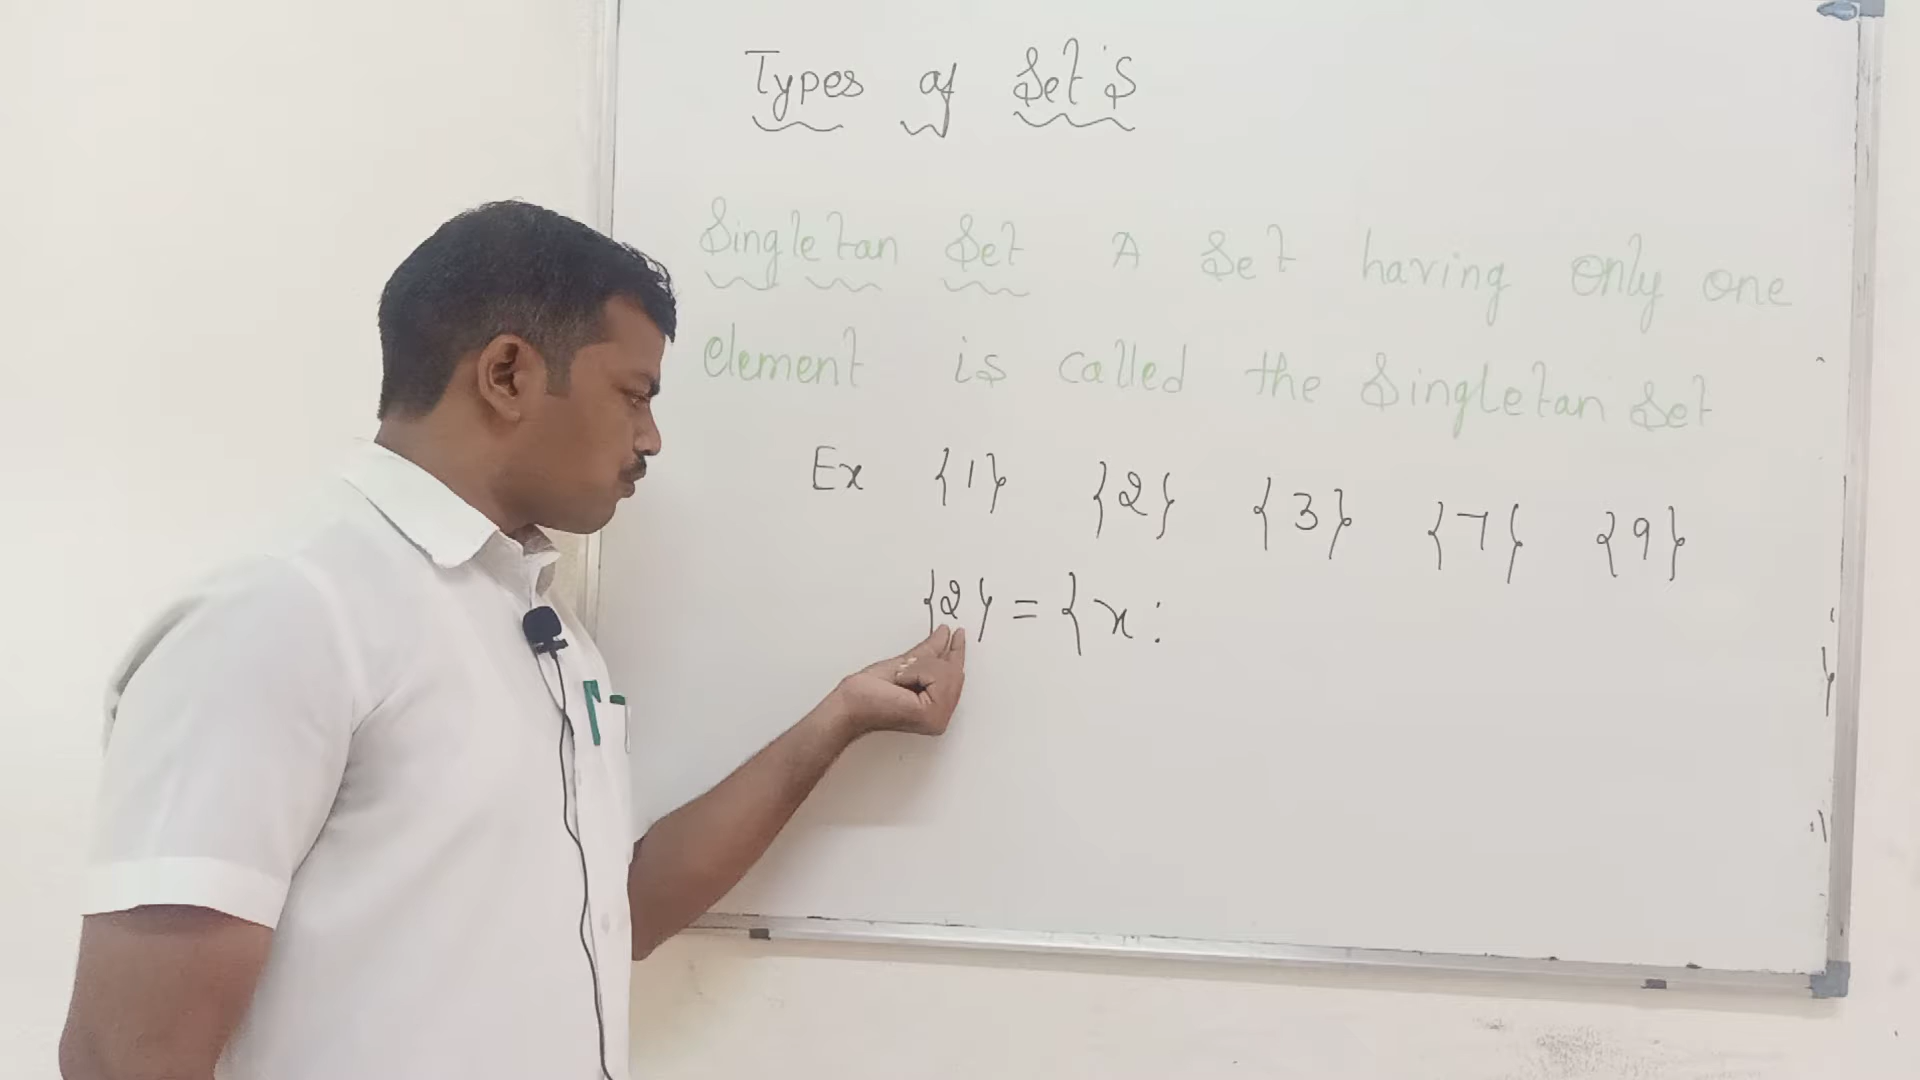 Types of Set's
Singletan Set A Set having only one
element is called the Singletan Set
Ex {1} {2} {3} {7} {9}
{2} = {x :